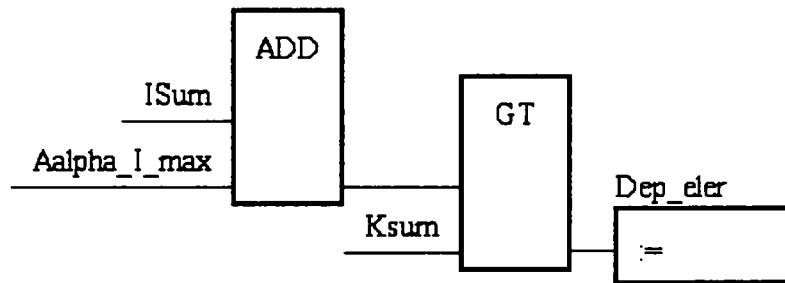 ADD
ISum
GT
Aalpha_I_max
Dep_eler
Ksum
:=